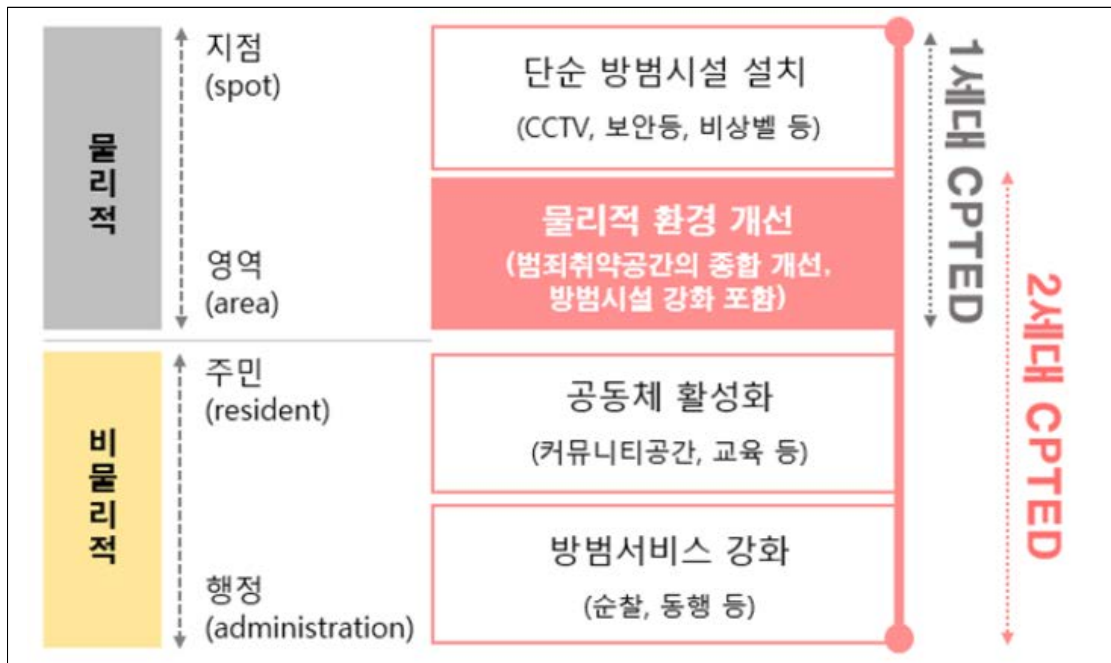 물리적
지점
(spot)
영역
(area)
단순 방범시설 설치
(CCTV, 보안등, 비상벨 등)
물리적 환경 개선
(범죄취약공간의 종합 개선,
방범시설 강화 포함)
1세대 CPTED
2세대 CPTED
비물리적
주민
(resident)
행정
(administration)
공동체 활성화
(커뮤니티공간, 교육 등)
방범서비스 강화
(순찰, 동행 등)